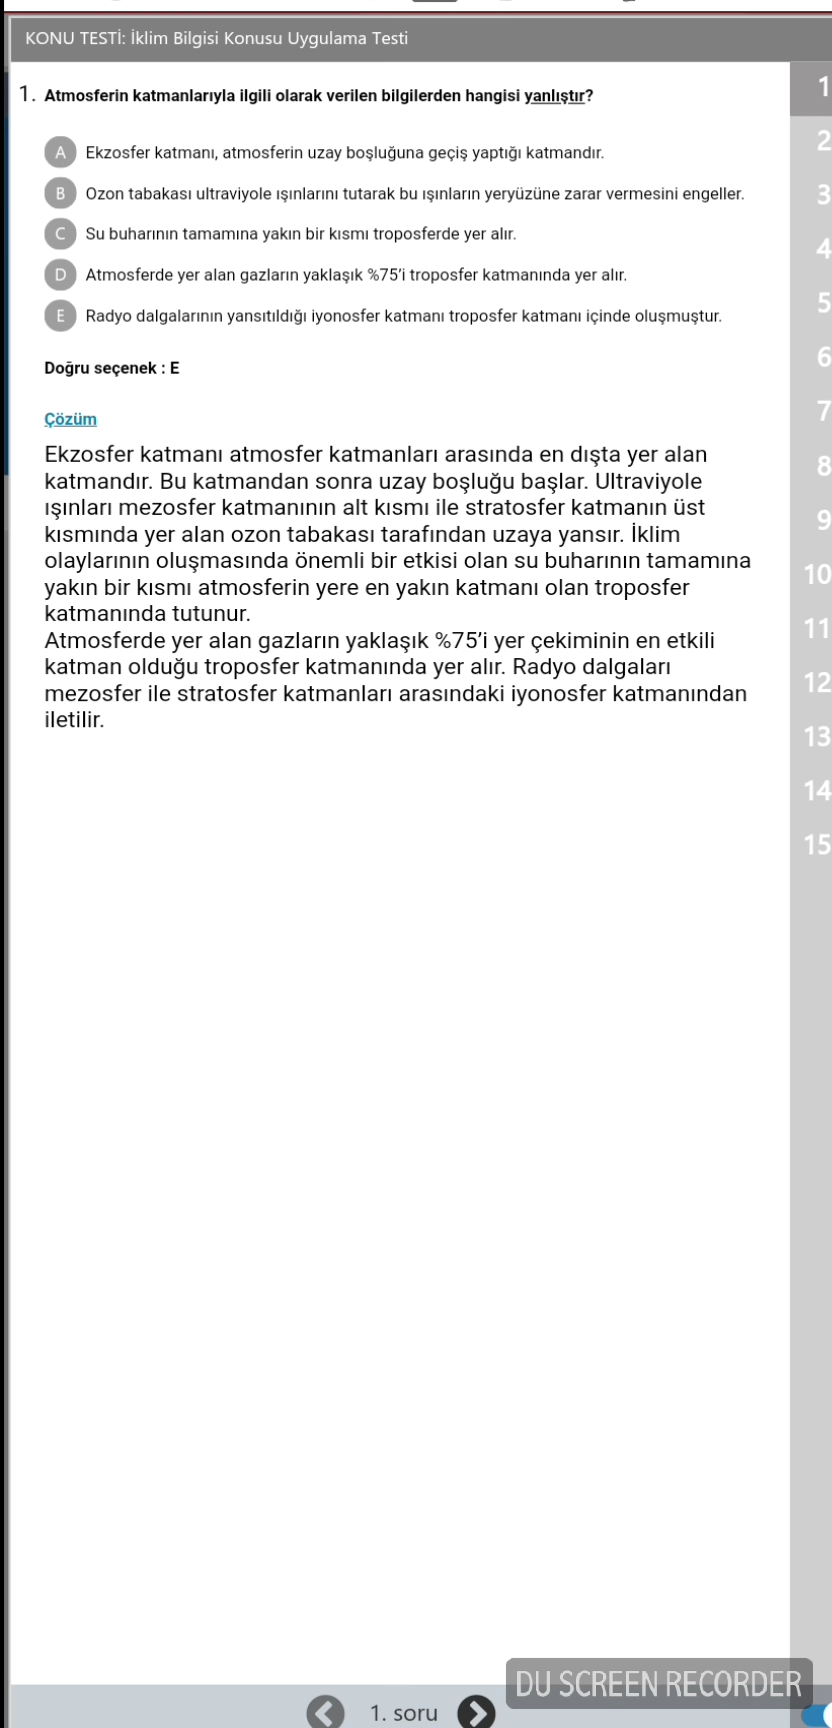 KONU TESTİ: İklim Bilgisi Konusu Uygulama Testi
1. Atmosferin katmanlarıyla ilgili olarak verilen bilgilerden hangisi yanlıştır?
A Ekzosfer katmanı, atmosferin uzay boşluğuna geçiş yaptığı katmandır.
B Ozon tabakası ultraviyole ışınlarını tutarak bu ışınların yeryüzüne zarar vermesini engeller.
C Su buharının tamamına yakın bir kısmı troposferde yer alır.
D Atmosferde yer alan gazların yaklaşık %75'i troposfer katmanında yer alır.
E Radyo dalgalarının yansıtıldığı iyonosfer katmanı troposfer katmanı içinde oluşmuştur.
Doğru seçenek : E
Çözüm
Ekzosfer katmanı atmosfer katmanları arasında en dışta yer alan
katmandır. Bu katmandan sonra uzay boşluğu başlar. Ultraviyole
ışınları mezosfer katmanının alt kısmı ile stratosfer katmanın üst
kısmında yer alan ozon tabakası tarafından uzaya yansır. İklim
olaylarının oluşmasında önemli bir etkisi olan su buharının tamamına
yakın bir kısmı atmosferin yere en yakın katmanı olan troposfer
katmanında tutunur.
Atmosferde yer alan gazların yaklaşık %75'i yer çekiminin en etkili
katman olduğu troposfer katmanında yer alır. Radyo dalgaları
mezosfer ile stratosfer katmanları arasındaki iyonosfer katmanından
iletilir.
1
2
3
4
5
6
7
8
9
10
11
12
13
14
15
DU SCREEN RECORDER
1. soru